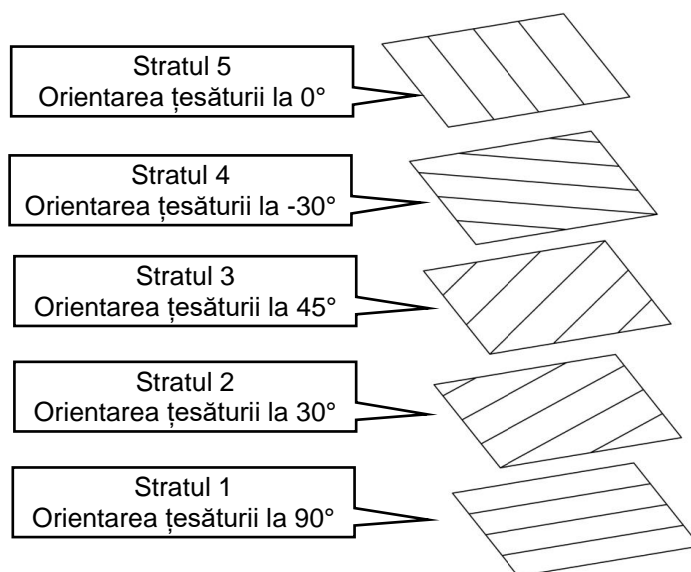 Stratul 5
Orientarea țesăturii la 0°
Stratul 4
Orientarea țesăturii la -30°
Stratul 3
Orientarea țesăturii la 45°
Stratul 2
Orientarea țesăturii la 30°
Stratul 1
Orientarea țesăturii la 90°